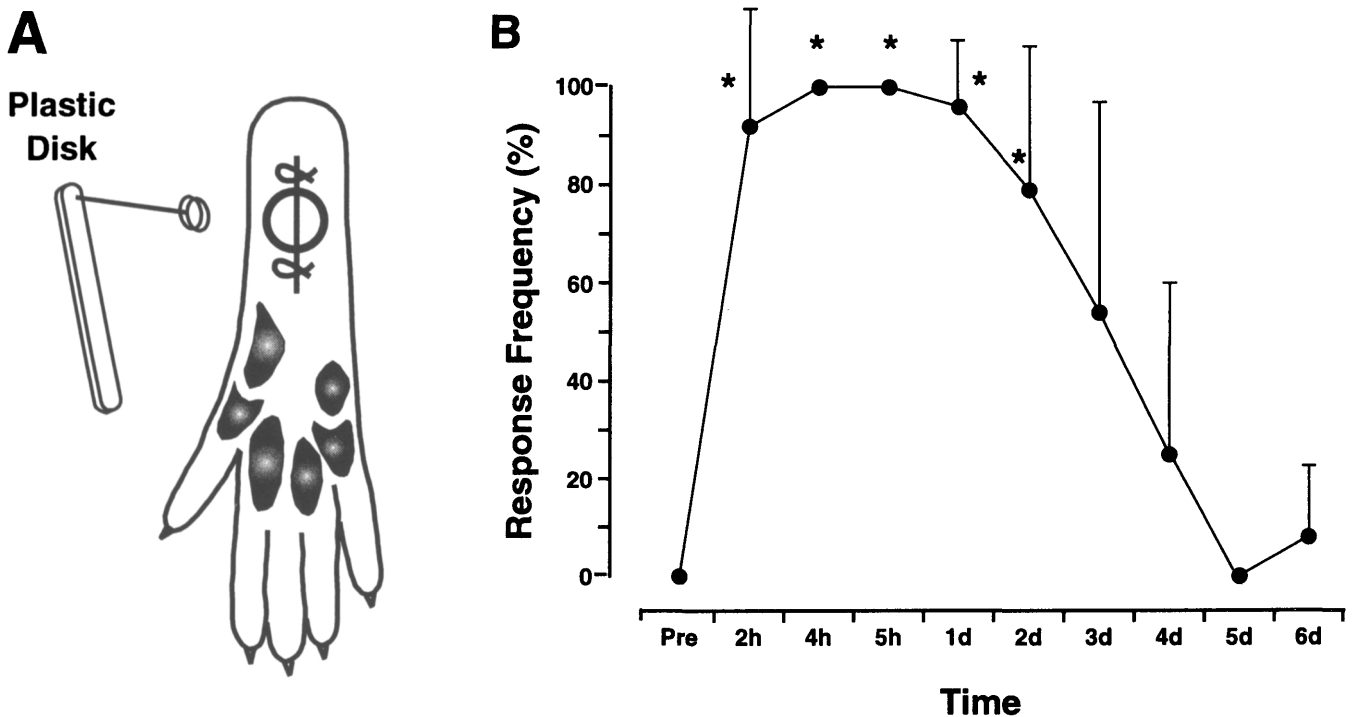 A
Plastic
Disk
B
*
*
*
*
*
100
80
60
40
20
0
Response Frequency (%)
Pre 2h 4h 5h 1d 2d 3d 4d 5d 6d
Time